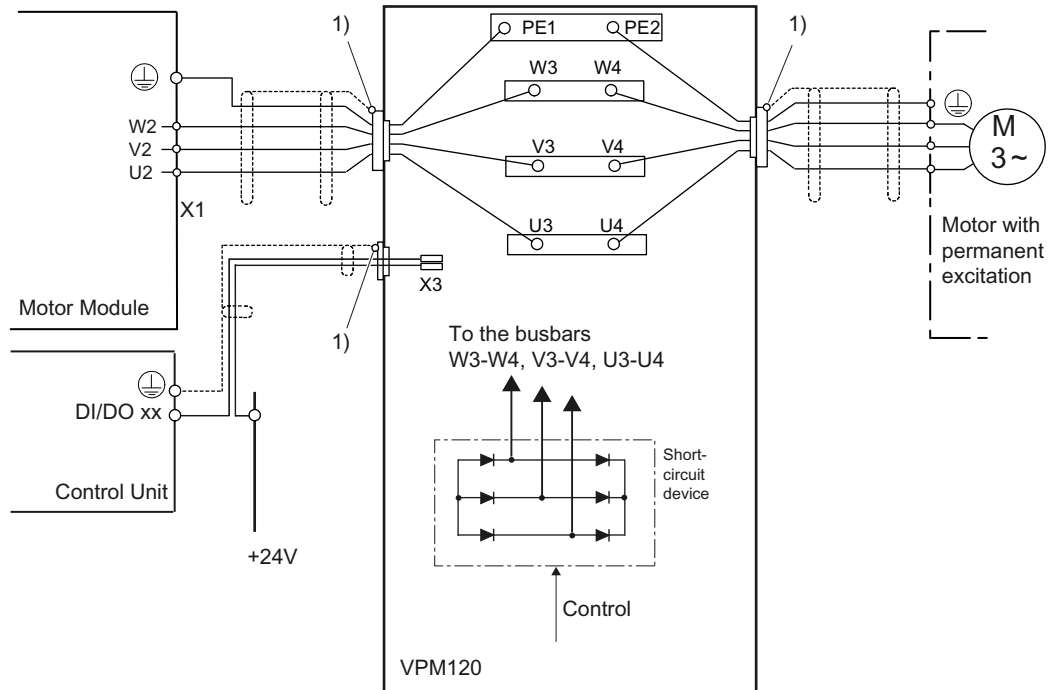 1)
1)
PE1 PE2
W3 W4
W2
V2
U2
V3 V4
M
3~
X1
U3 U4
Motor with
permanent
excitation
X3
Motor Module
1)
To the busbars
W3-W4, V3-V4, U3-U4
DI/DO xx
Control Unit
Short-
circuit
device
+24V
Control
VPM120